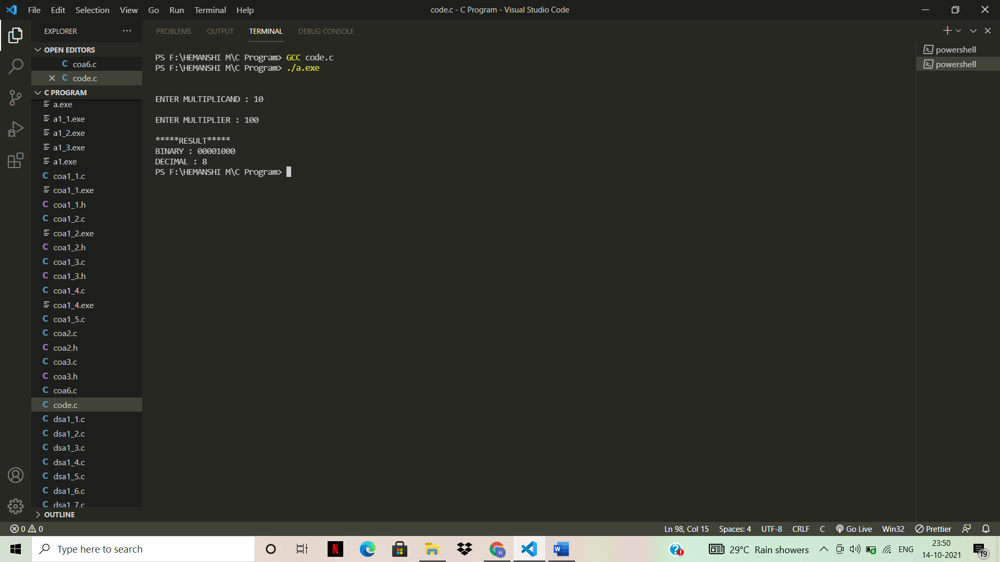 File Edit Selection View Go Run Terminal Help
code.c - C Program - Visual Studio Code
EXPLORER
OPEN EDITORS
C coa6.c
C code.c
C PROGRAM
a.exe
a1_1.exe
a1_2.exe
a1_3.exe
a1.exe
C coa1_1.c
coa1_1.exe
C coa1_1.h
C coa1_2.c
coa1_2.exe
C coa1_2.h
C coa1_3.c
C coa1_3.h
C coa1_4.c
coa1_4.exe
C coa1_5.c
C coa2.c
C coa2.h
C coa3.c
C coa3.h
C coa6.c
C code.c
C dsa1_1.c
C dsa1_2.c
C dsa1_3.c
C dsa1_4.c
C dsa1_5.c
C dsa1_6.c
C dsa1_7.c
OUTLINE
PROBLEMS OUTPUT TERMINAL DEBUG CONSOLE
PS F:\HEMANSHI M\C Program> GCC code.c
PS F:\HEMANSHI M\C Program> ./a.exe
ENTER MULTIPLICAND : 10
ENTER MULTIPLIER : 100
*****RESULT*****
BINARY : 00001000
DECIMAL : 8
PS F:\HEMANSHI M\C Program>
powershell
powershell
0 0
Ln 98, Col 15 Spaces: 4 UTF-8 CRLF C Go Live Win32 Prettier
Type here to search
N
H
W
29°C Rain showers
ENG
23:50
14-10-2021
19